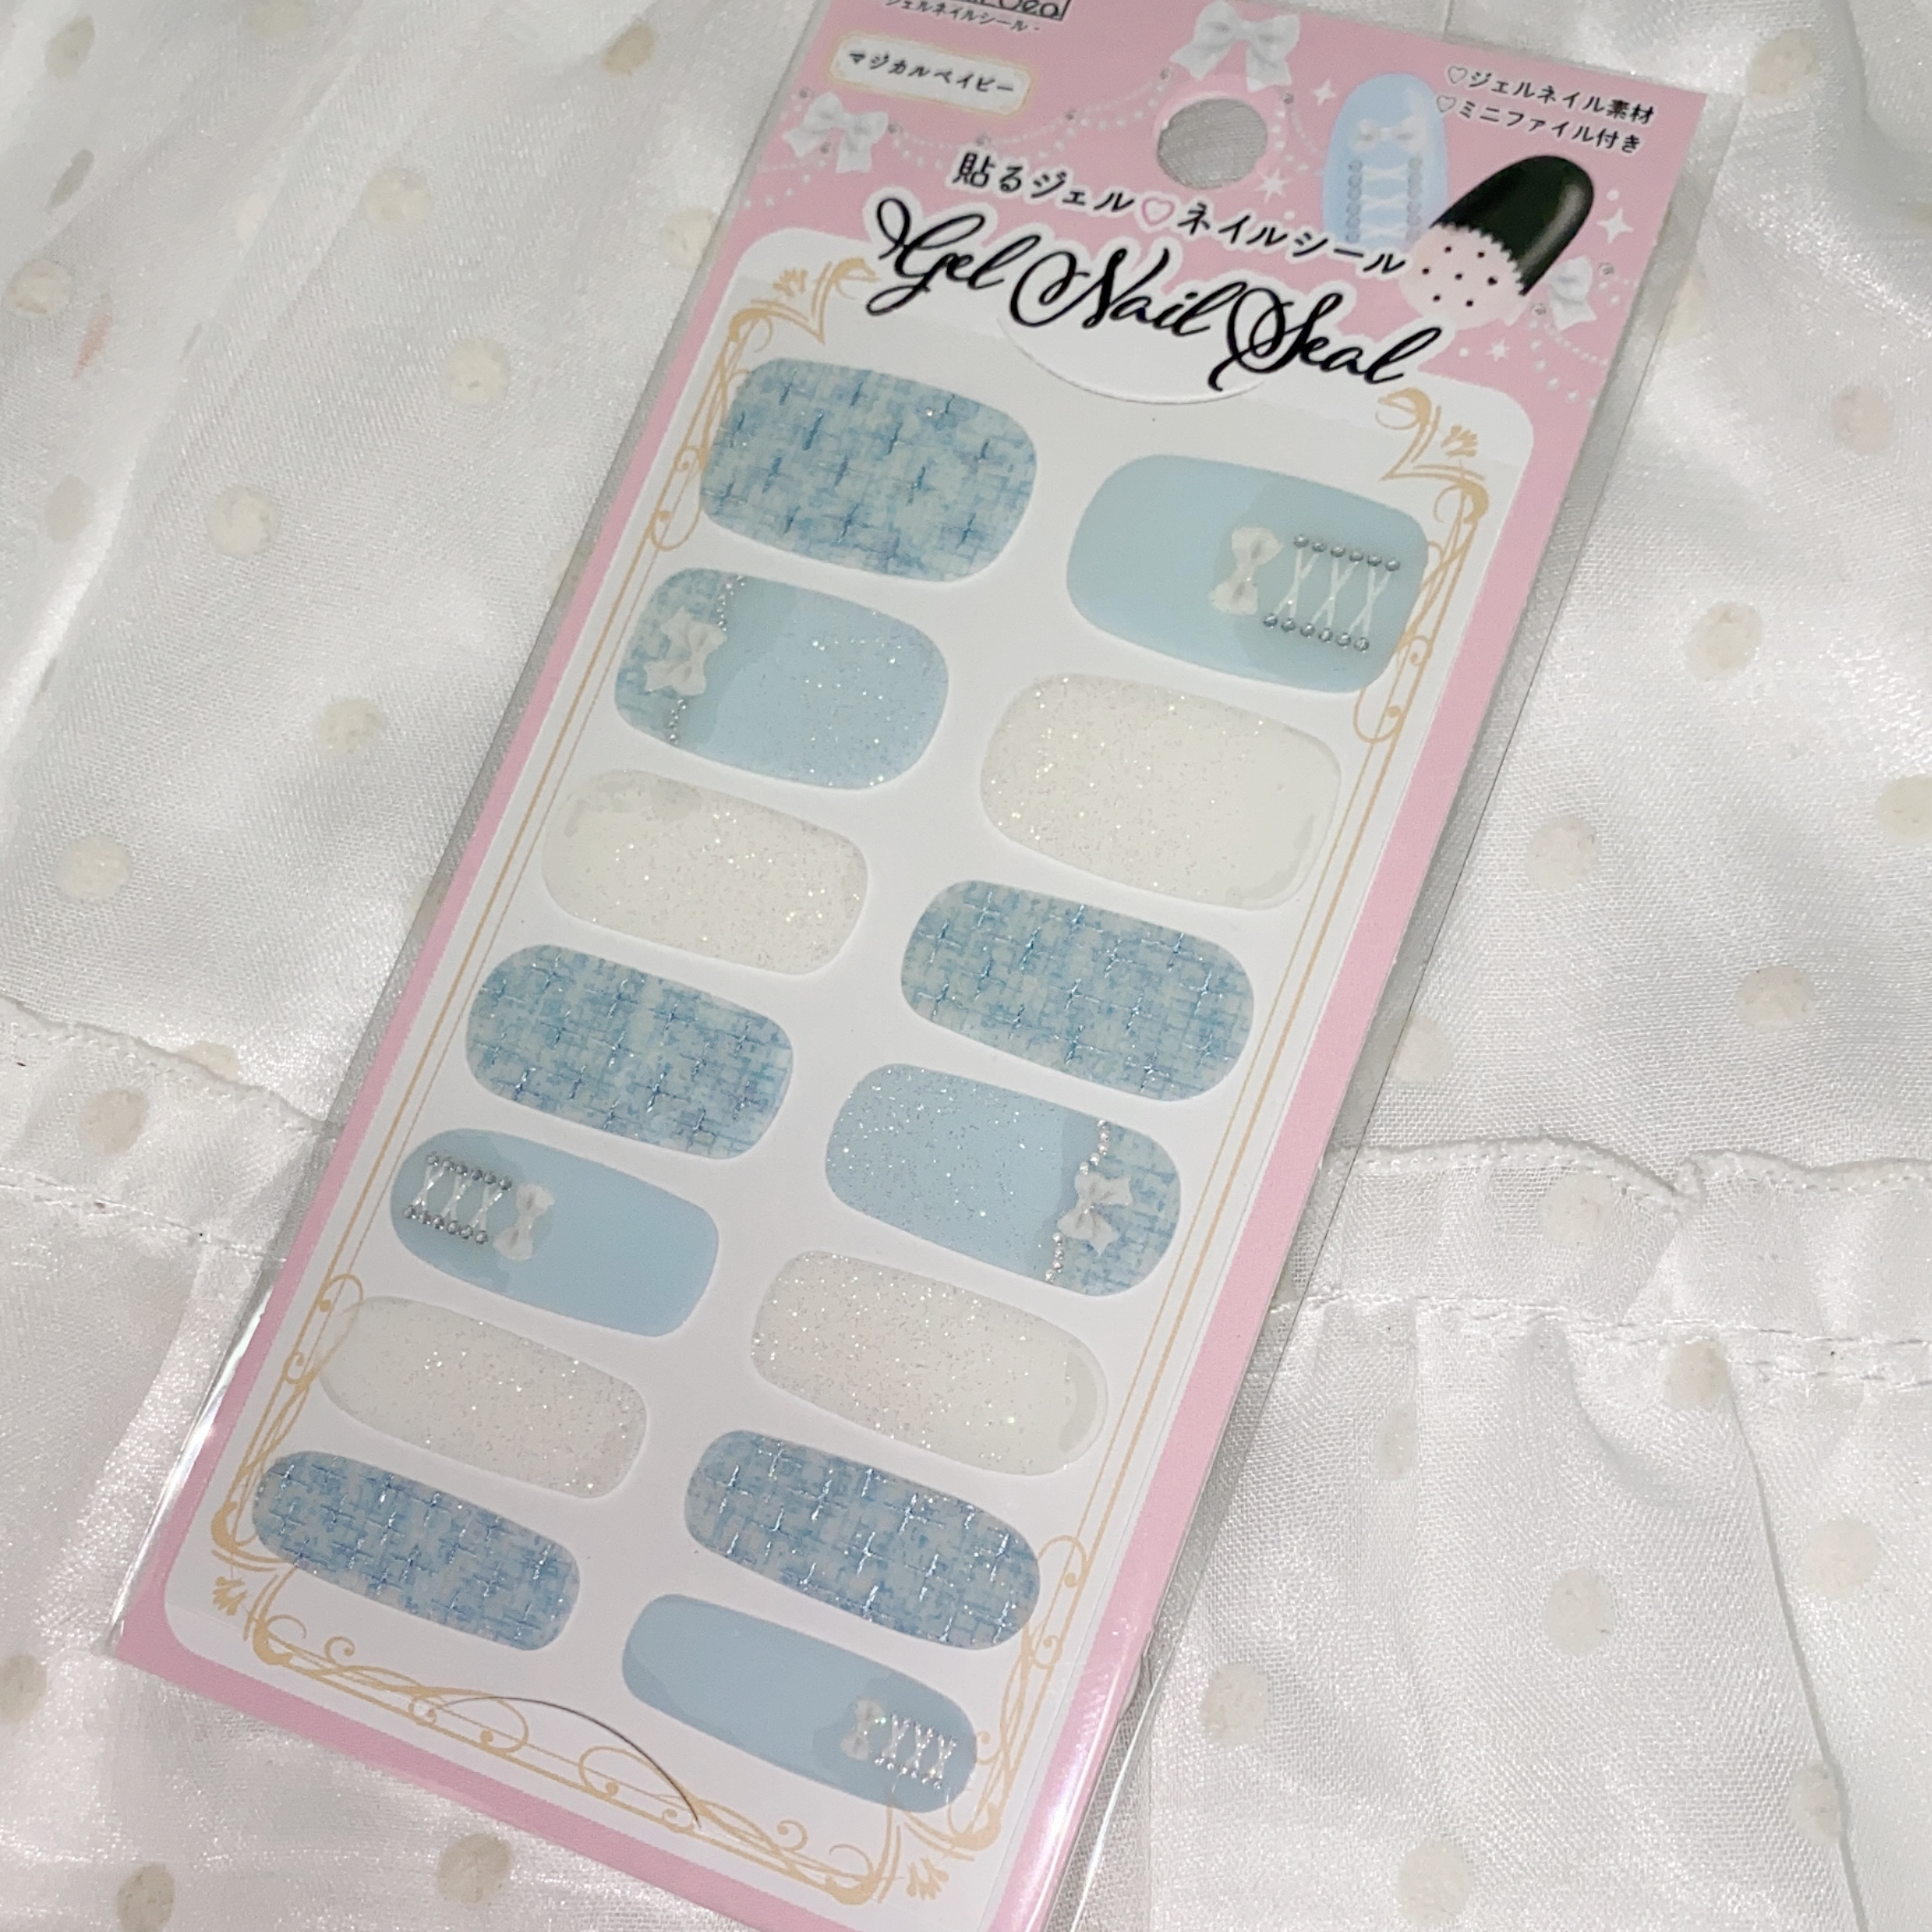 ジェルネイルシール -
マジカルベイビー
♡ジェルネイル素材
♡ミニファイル付き
貼るジェル♡ネイルシール
Gel Nail Seal